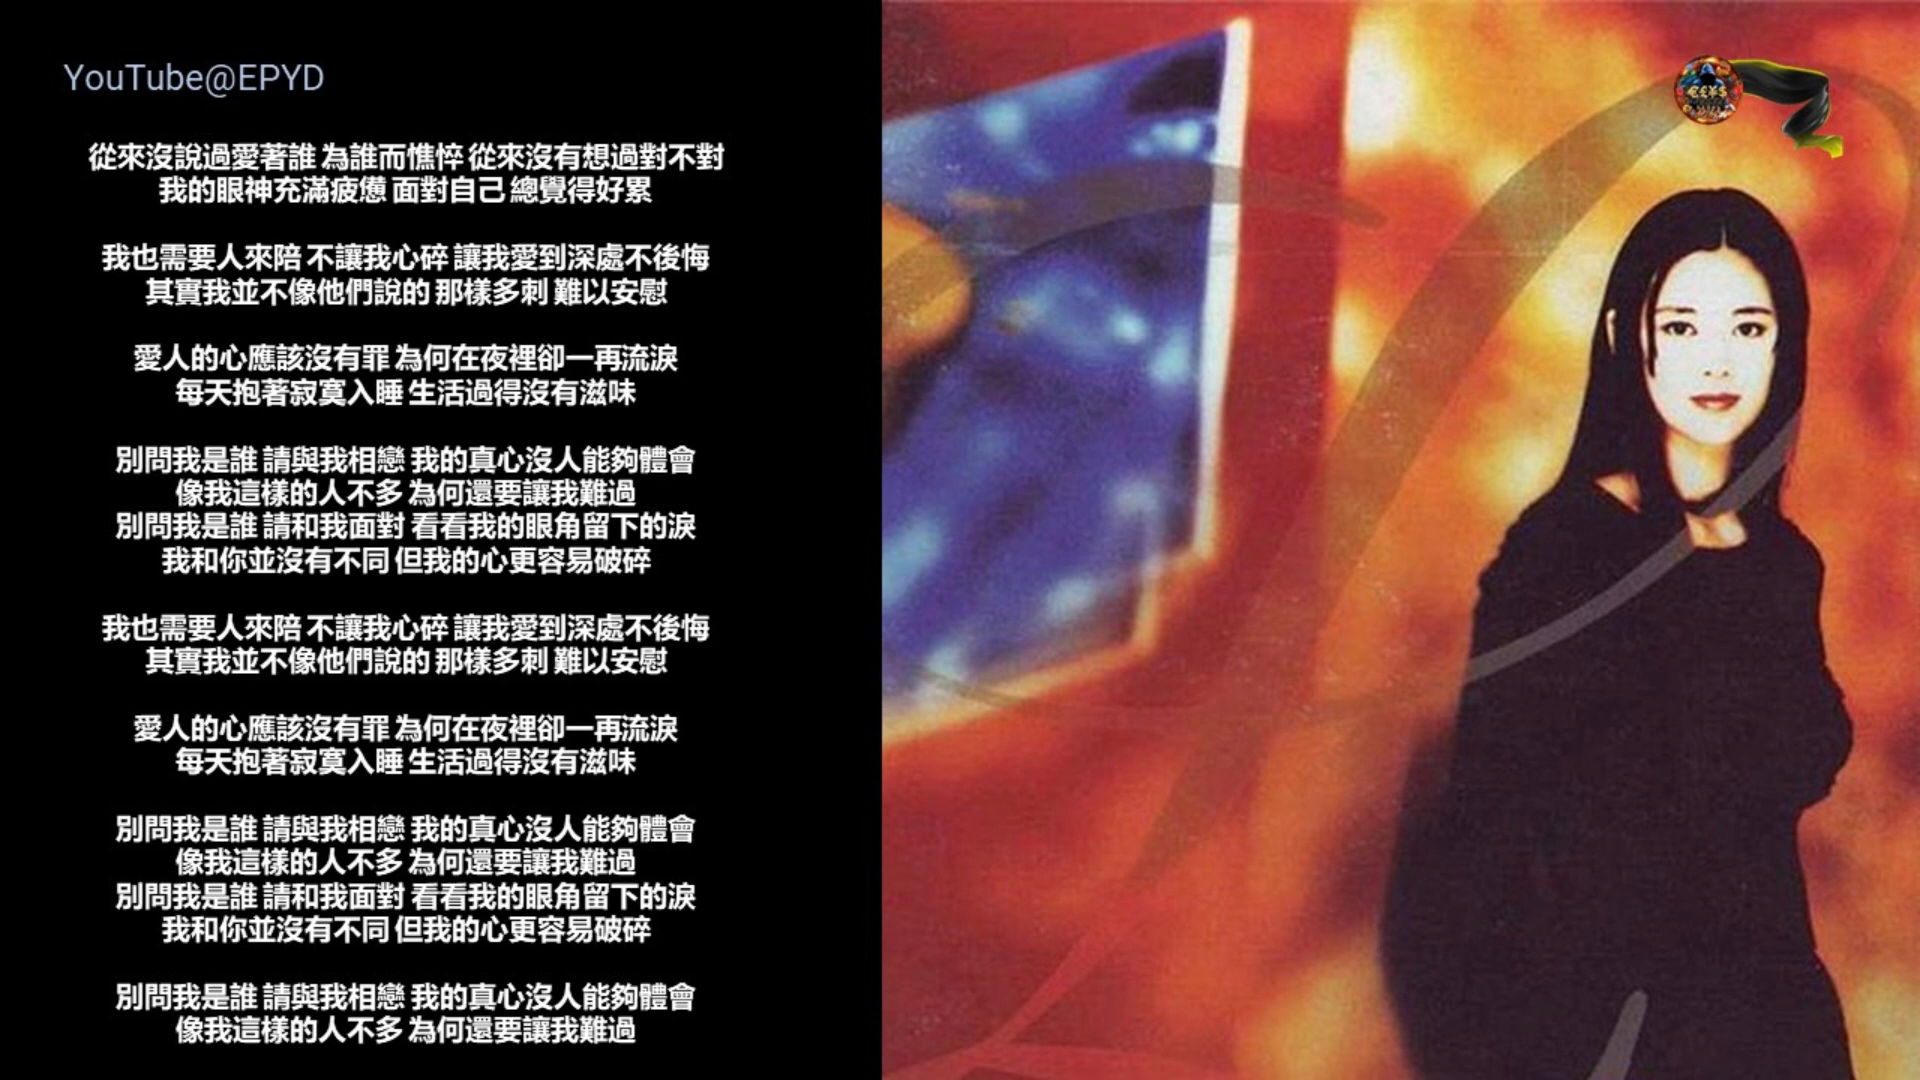 YouTube@EPYD
從來沒說過愛著誰 為誰而憔悴 從來沒有想過對不對
我的眼神充滿疲憊 面對自己 總覺得好累
我也需要人來陪 不讓我心碎 讓我愛到深處不後悔
其實我並不像他們說的 那樣多刺 難以安慰
愛人的心應該沒有罪 為何在夜裡卻一再流淚
每天抱著寂寞入睡 生活過得沒有滋味
別問我是誰 請與我相戀 我的真心沒人能夠體會
像我這樣的人不多 為何還要讓我難過
別問我是誰 請和我面對 看看我的眼角留下的淚
我和你並沒有不同 但我的心更容易破碎
我也需要人來陪 不讓我心碎 讓我愛到深處不後悔
其實我並不像他們說的 那樣多刺 難以安慰
愛人的心應該沒有罪 為何在夜裡卻一再流淚
每天抱著寂寞入睡 生活過得沒有滋味
別問我是誰 請與我相戀 我的真心沒人能夠體會
像我這樣的人不多 為何還要讓我難過
別問我是誰 請和我面對 看看我的眼角留下的淚
我和你並沒有不同 但我的心更容易破碎
別問我是誰 請與我相戀 我的真心沒人能夠體會
像我這樣的人不多 為何還要讓我難過